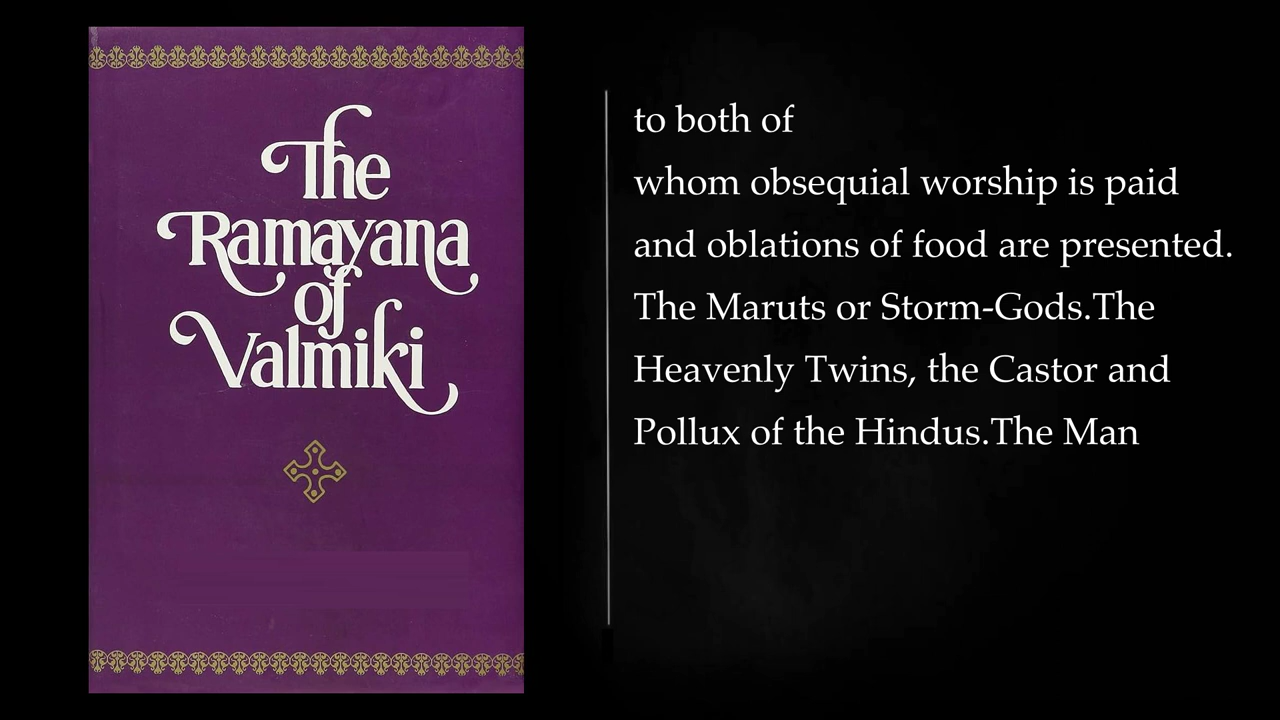 The
Ramayana
of
Valmiki
to both of
whom obsequial worship is paid
and oblations of food are presented.
The Maruts or Storm-Gods.The
Heavenly Twins, the Castor and
Pollux of the Hindus.The Man